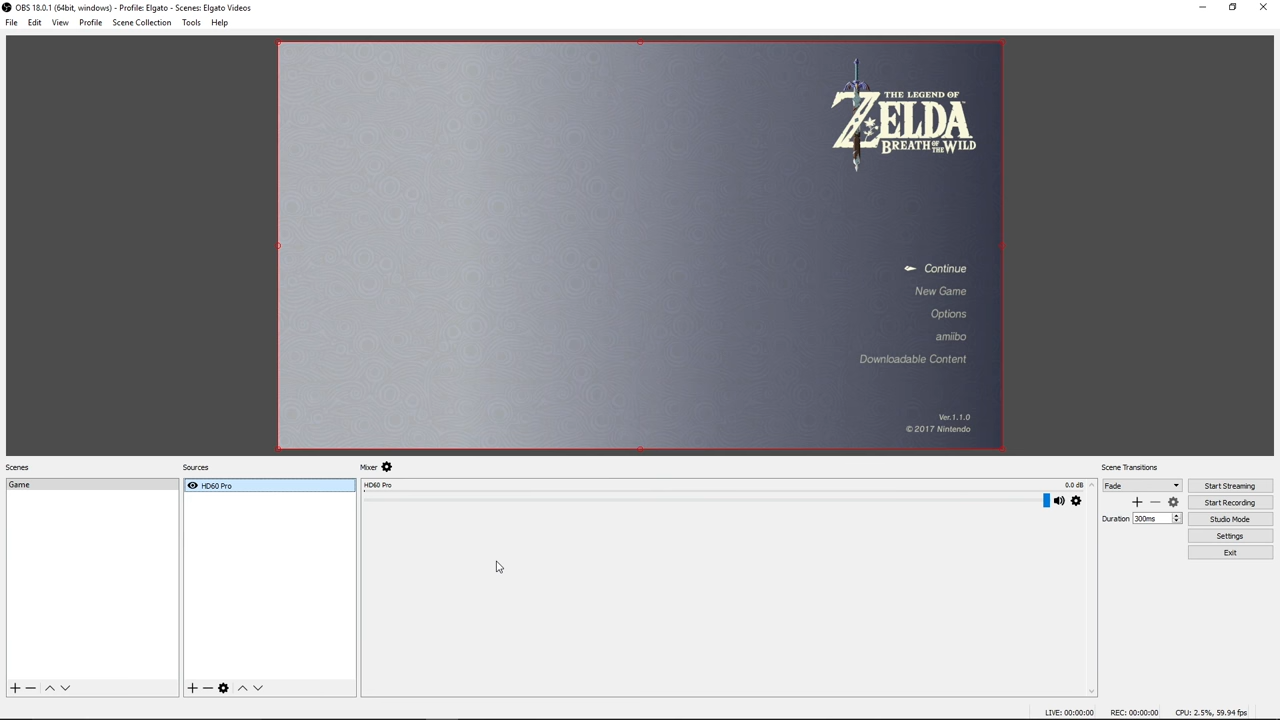 OBS 18.0.1 (64bit, windows) - Profile: Elgato - Scenes: Elgato Videos
File Edit View Profile Scene Collection Tools Help
THE LEGEND OF
ZELDA
BREATH OF THE WILD
Continue
New Game
Options
amiibo
Downloadable Content
Ver.1.1.0
© 2017 Nintendo
Scenes Sources Mixer Scene Transitions
Game HD60 Pro HD60 Pro 0.0 dB Fade Start Streaming
Start Recording
Duration 300ms Studio Mode
Settings
Exit
LIVE: 00:00:00 REC: 00:00:00 CPU: 2.5%, 59.94 fps